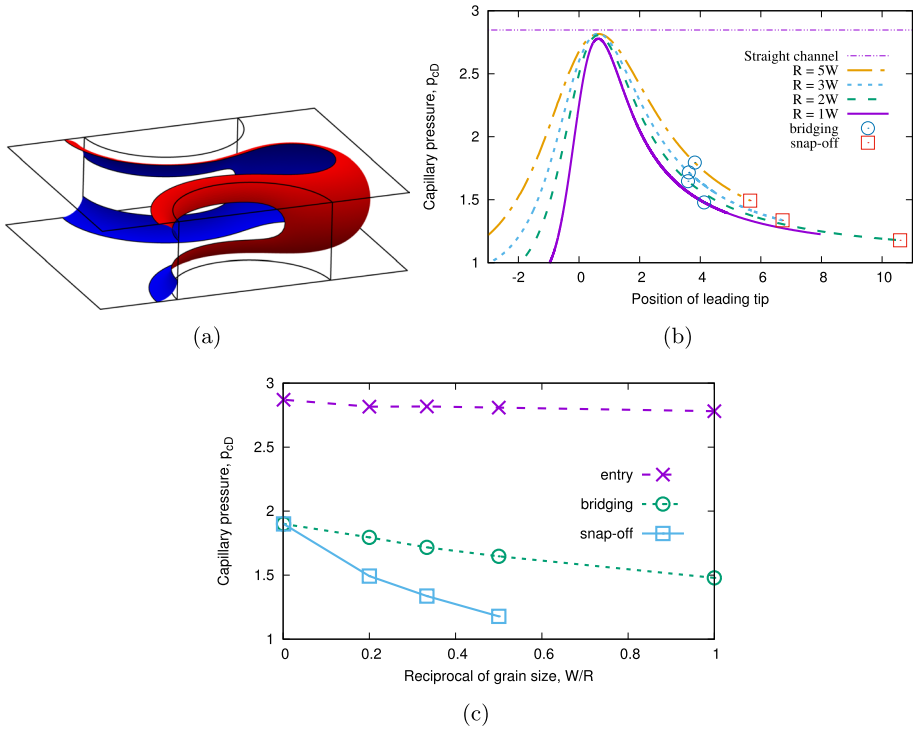 (a)
3
2.5
2
1.5
1
-2
0
2
4
6
8
10
Capillary pressure, pcD
Position of leading tip
Straight channel
R = 5W
R = 3W
R = 2W
R = 1W
bridging
snap-off
(b)
3
2.5
2
1.5
1
0
0.2
0.4
0.6
0.8
1
Capillary pressure, pcD
Reciprocal of grain size, W/R
entry
bridging
snap-off
(c)